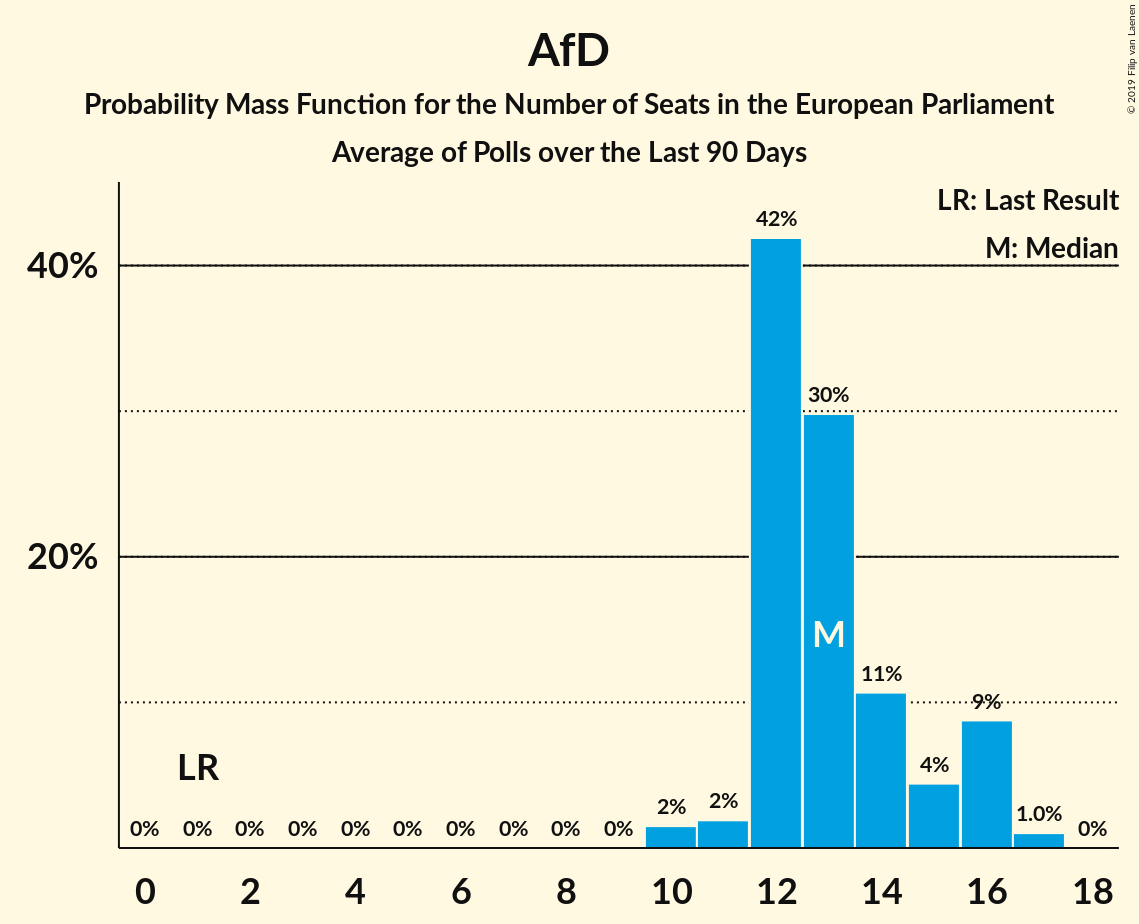 AfD
Probability Mass Function for the Number of Seats in the European Parliament
Average of Polls over the Last 90 Days
© 2019 Filip van Laenen
LR: Last Result
M: Median
42%
40%
30%
20%
M
11%
9%
LR
4%
2%
2%
1.0%
0% 0% 0% 0% 0% 0% 0% 0% 0% 0% 0%
0 2 4 6 8 10 12 14 16 18